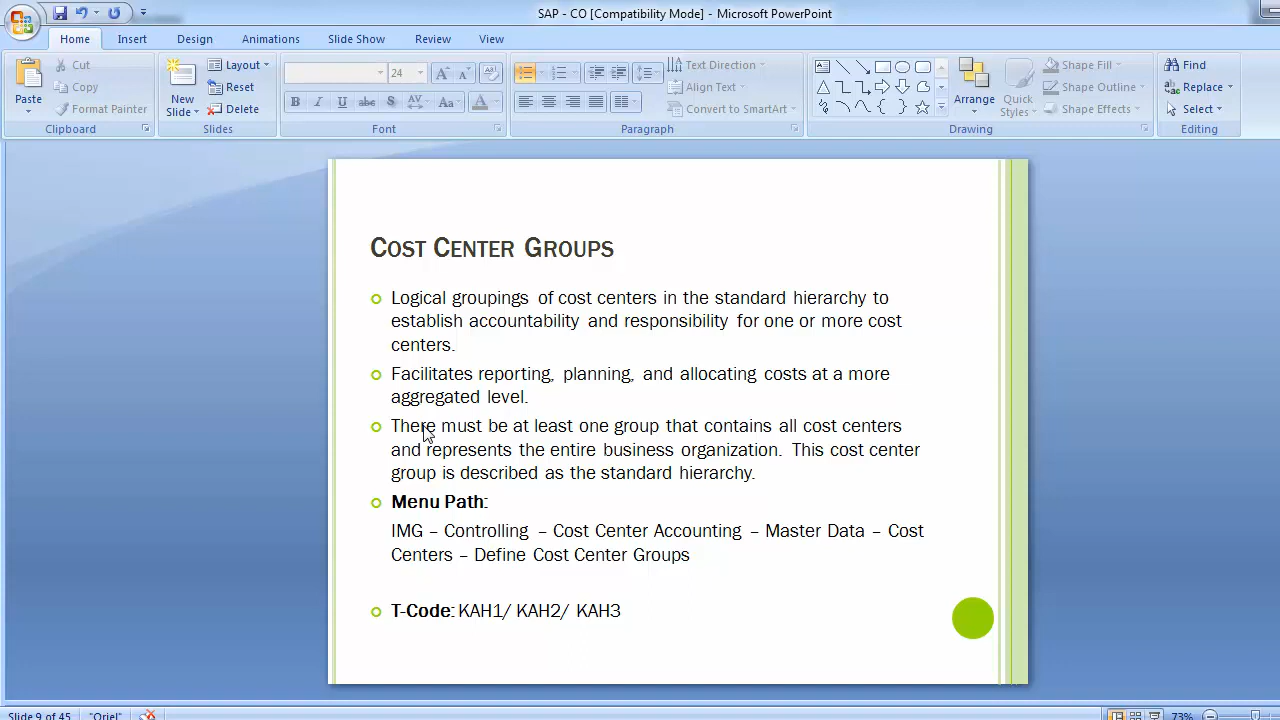 SAP - CO [Compatibility Mode] - Microsoft PowerPoint
Home Insert Design Animations Slide Show Review View
Paste
Cut
Copy
Format Painter
Clipboard
New
Slide
Layout
Reset
Delete
Slides
24
B I U abc S AV Aa A
Font
Text Direction
Align Text
Convert to SmartArt
Paragraph
Arrange
Quick
Styles
Shape Fill
Shape Outline
Shape Effects
Drawing
Find
Replace
Select
Editing
COST CENTER GROUPS
Logical groupings of cost centers in the standard hierarchy to
establish accountability and responsibility for one or more cost
centers.
Facilitates reporting, planning, and allocating costs at a more
aggregated level.
There must be at least one group that contains all cost centers
and represents the entire business organization. This cost center
group is described as the standard hierarchy.
Menu Path:
IMG – Controlling – Cost Center Accounting – Master Data – Cost
Centers – Define Cost Center Groups
T-Code: KAH1/ KAH2/ KAH3
Slide 9 of 45 "Oriel" 73%